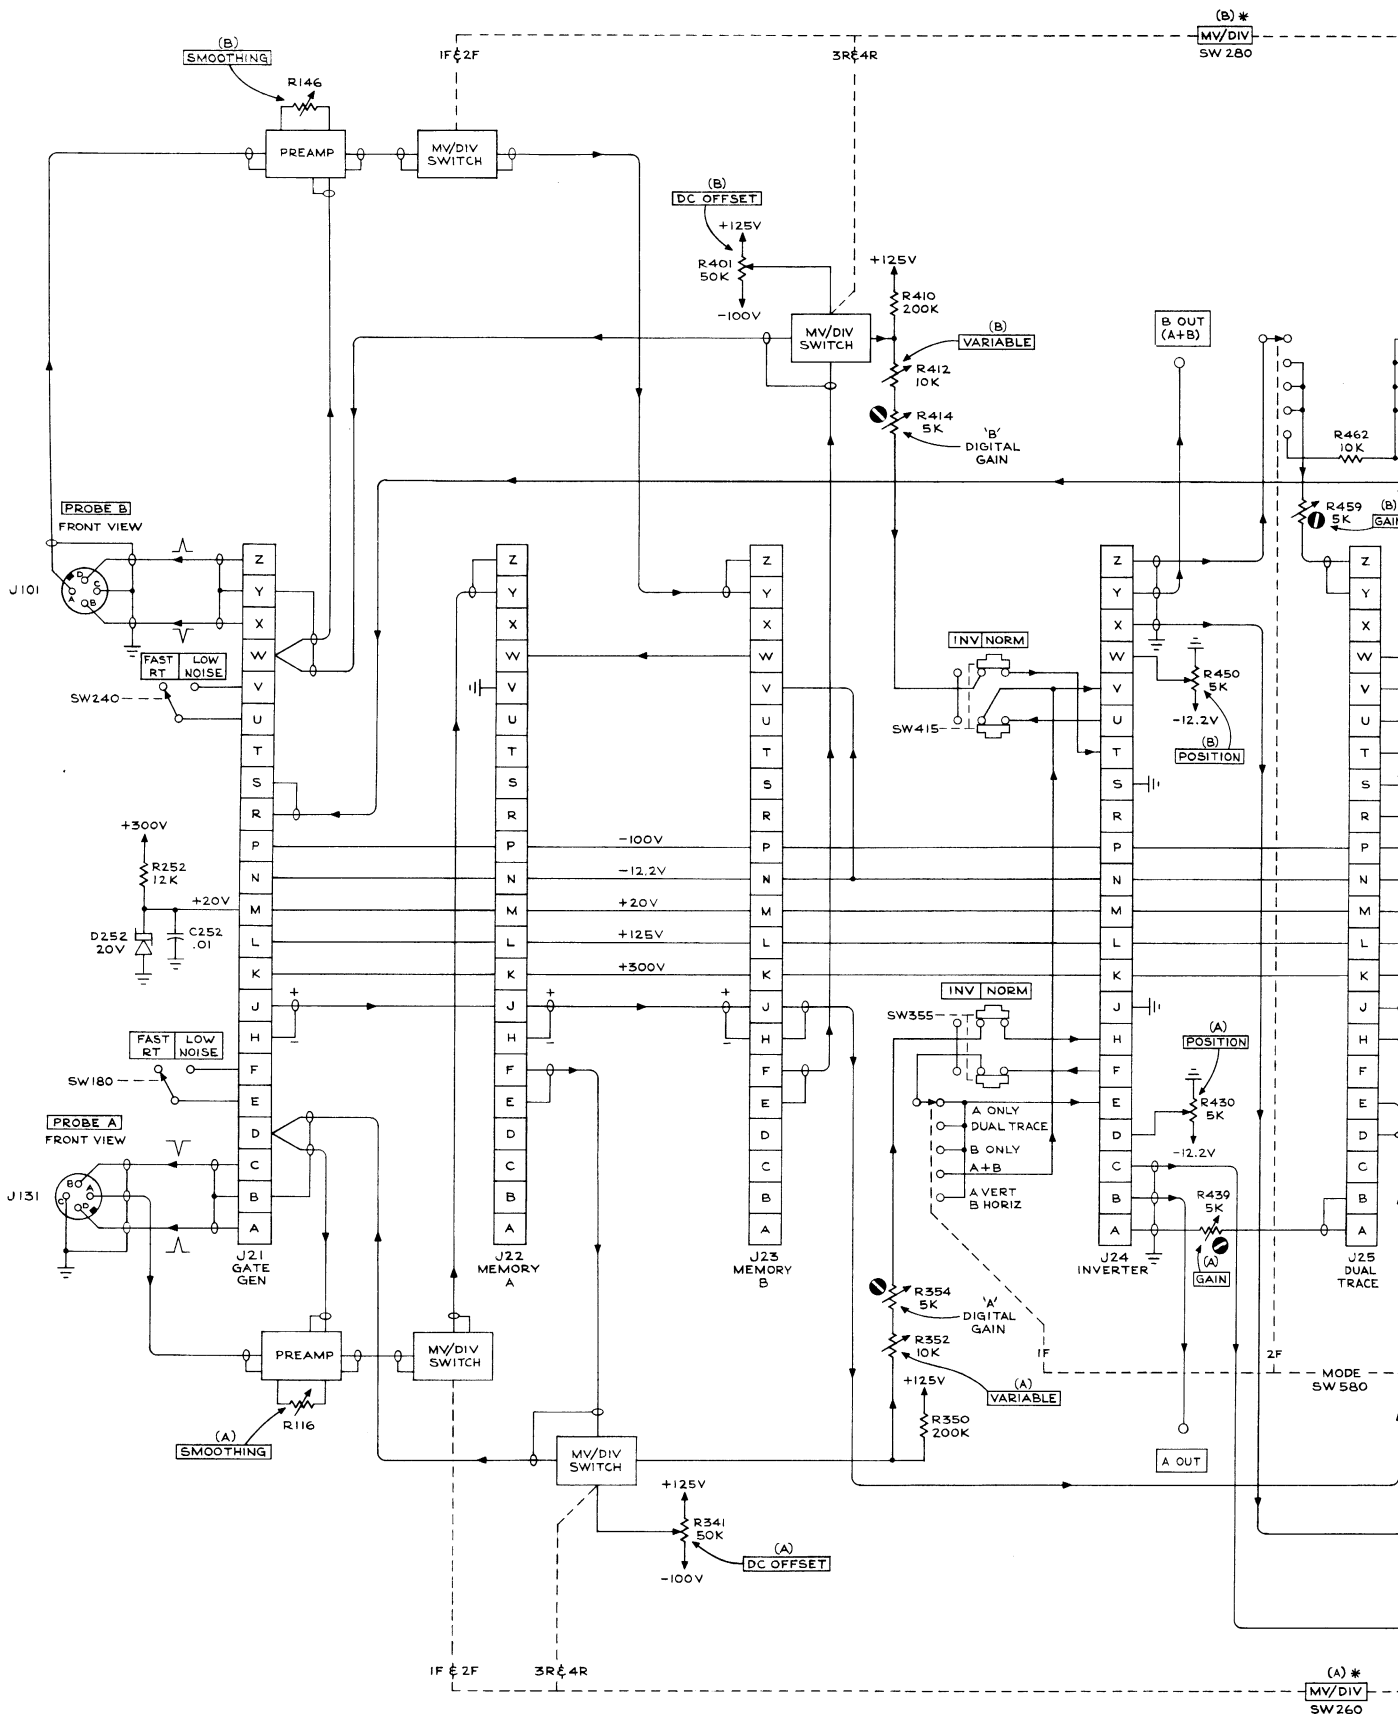 (B) *
MV/DIV
SW 280
(B)
SMOOTHING
1F & 2F
3R & 4R
R146
PREAMP
MV/DIV
SWITCH
(B)
DC OFFSET
+125V
R401
50K
-100V
+125V
R410
200K
MV/DIV
SWITCH
(B)
VARIABLE
R412
10K
R414
5K
'B'
DIGITAL
GAIN
B OUT
(A+B)
R462
10K
R459
5K
(B)
PROBE B
FRONT VIEW
J101
D
C
A
B
FAST
RT
LOW
NOISE
SW240
+300V
R252
12K
+20V
D252
20V
C252
.01
FAST
RT
LOW
NOISE
SW180
PROBE A
FRONT VIEW
J131
B
A
C
D
Z
Y
X
W
V
U
T
S
R
P
N
M
L
K
J
H
F
E
D
C
B
A
J21
GATE
GEN
+
-
Z
Y
X
W
V
U
T
S
R
P
N
M
L
K
J
H
F
E
D
C
B
A
J22
MEMORY
A
+
-
-100V
-12.2V
+20V
+125V
+300V
+
-
Z
Y
X
W
V
U
T
S
R
P
N
M
L
K
J
H
F
E
D
C
B
A
J23
MEMORY
B
INV NORM
SW415
INV NORM
SW355
A ONLY
DUAL TRACE
B ONLY
A+B
A VERT
B HORIZ
Z
Y
X
W
V
U
T
S
R
P
N
M
L
K
J
H
F
E
D
C
B
A
J24
INVERTER
R450
5K
-12.2V
(B)
POSITION
(A)
POSITION
R430
5K
-12.2V
R439
5K
(A)
GAIN
Z
Y
X
W
V
U
T
S
R
P
N
M
L
K
J
H
F
E
D
C
B
A
J25
DUAL
TRACE
PREAMP
R116
(A)
SMOOTHING
MV/DIV
SWITCH
R354
5K
'A'
DIGITAL
GAIN
R352
10K
+125V
(A)
VARIABLE
R350
200K
1F
2F
MODE
SW580
MV/DIV
SWITCH
+125V
R341
50K
-100V
(A)
DC OFFSET
A OUT
1F & 2F
3R & 4R
(A) *
MV/DIV
SW260